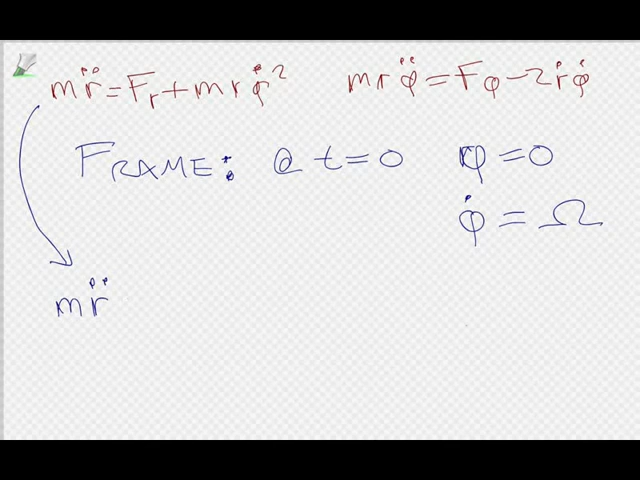 mr̈ = Fr + mrφ̇² mrφ̈ = Fφ − 2ṙφ̇
FRAME: @ t = 0 φ = 0
φ̇ = Ω
mr̈